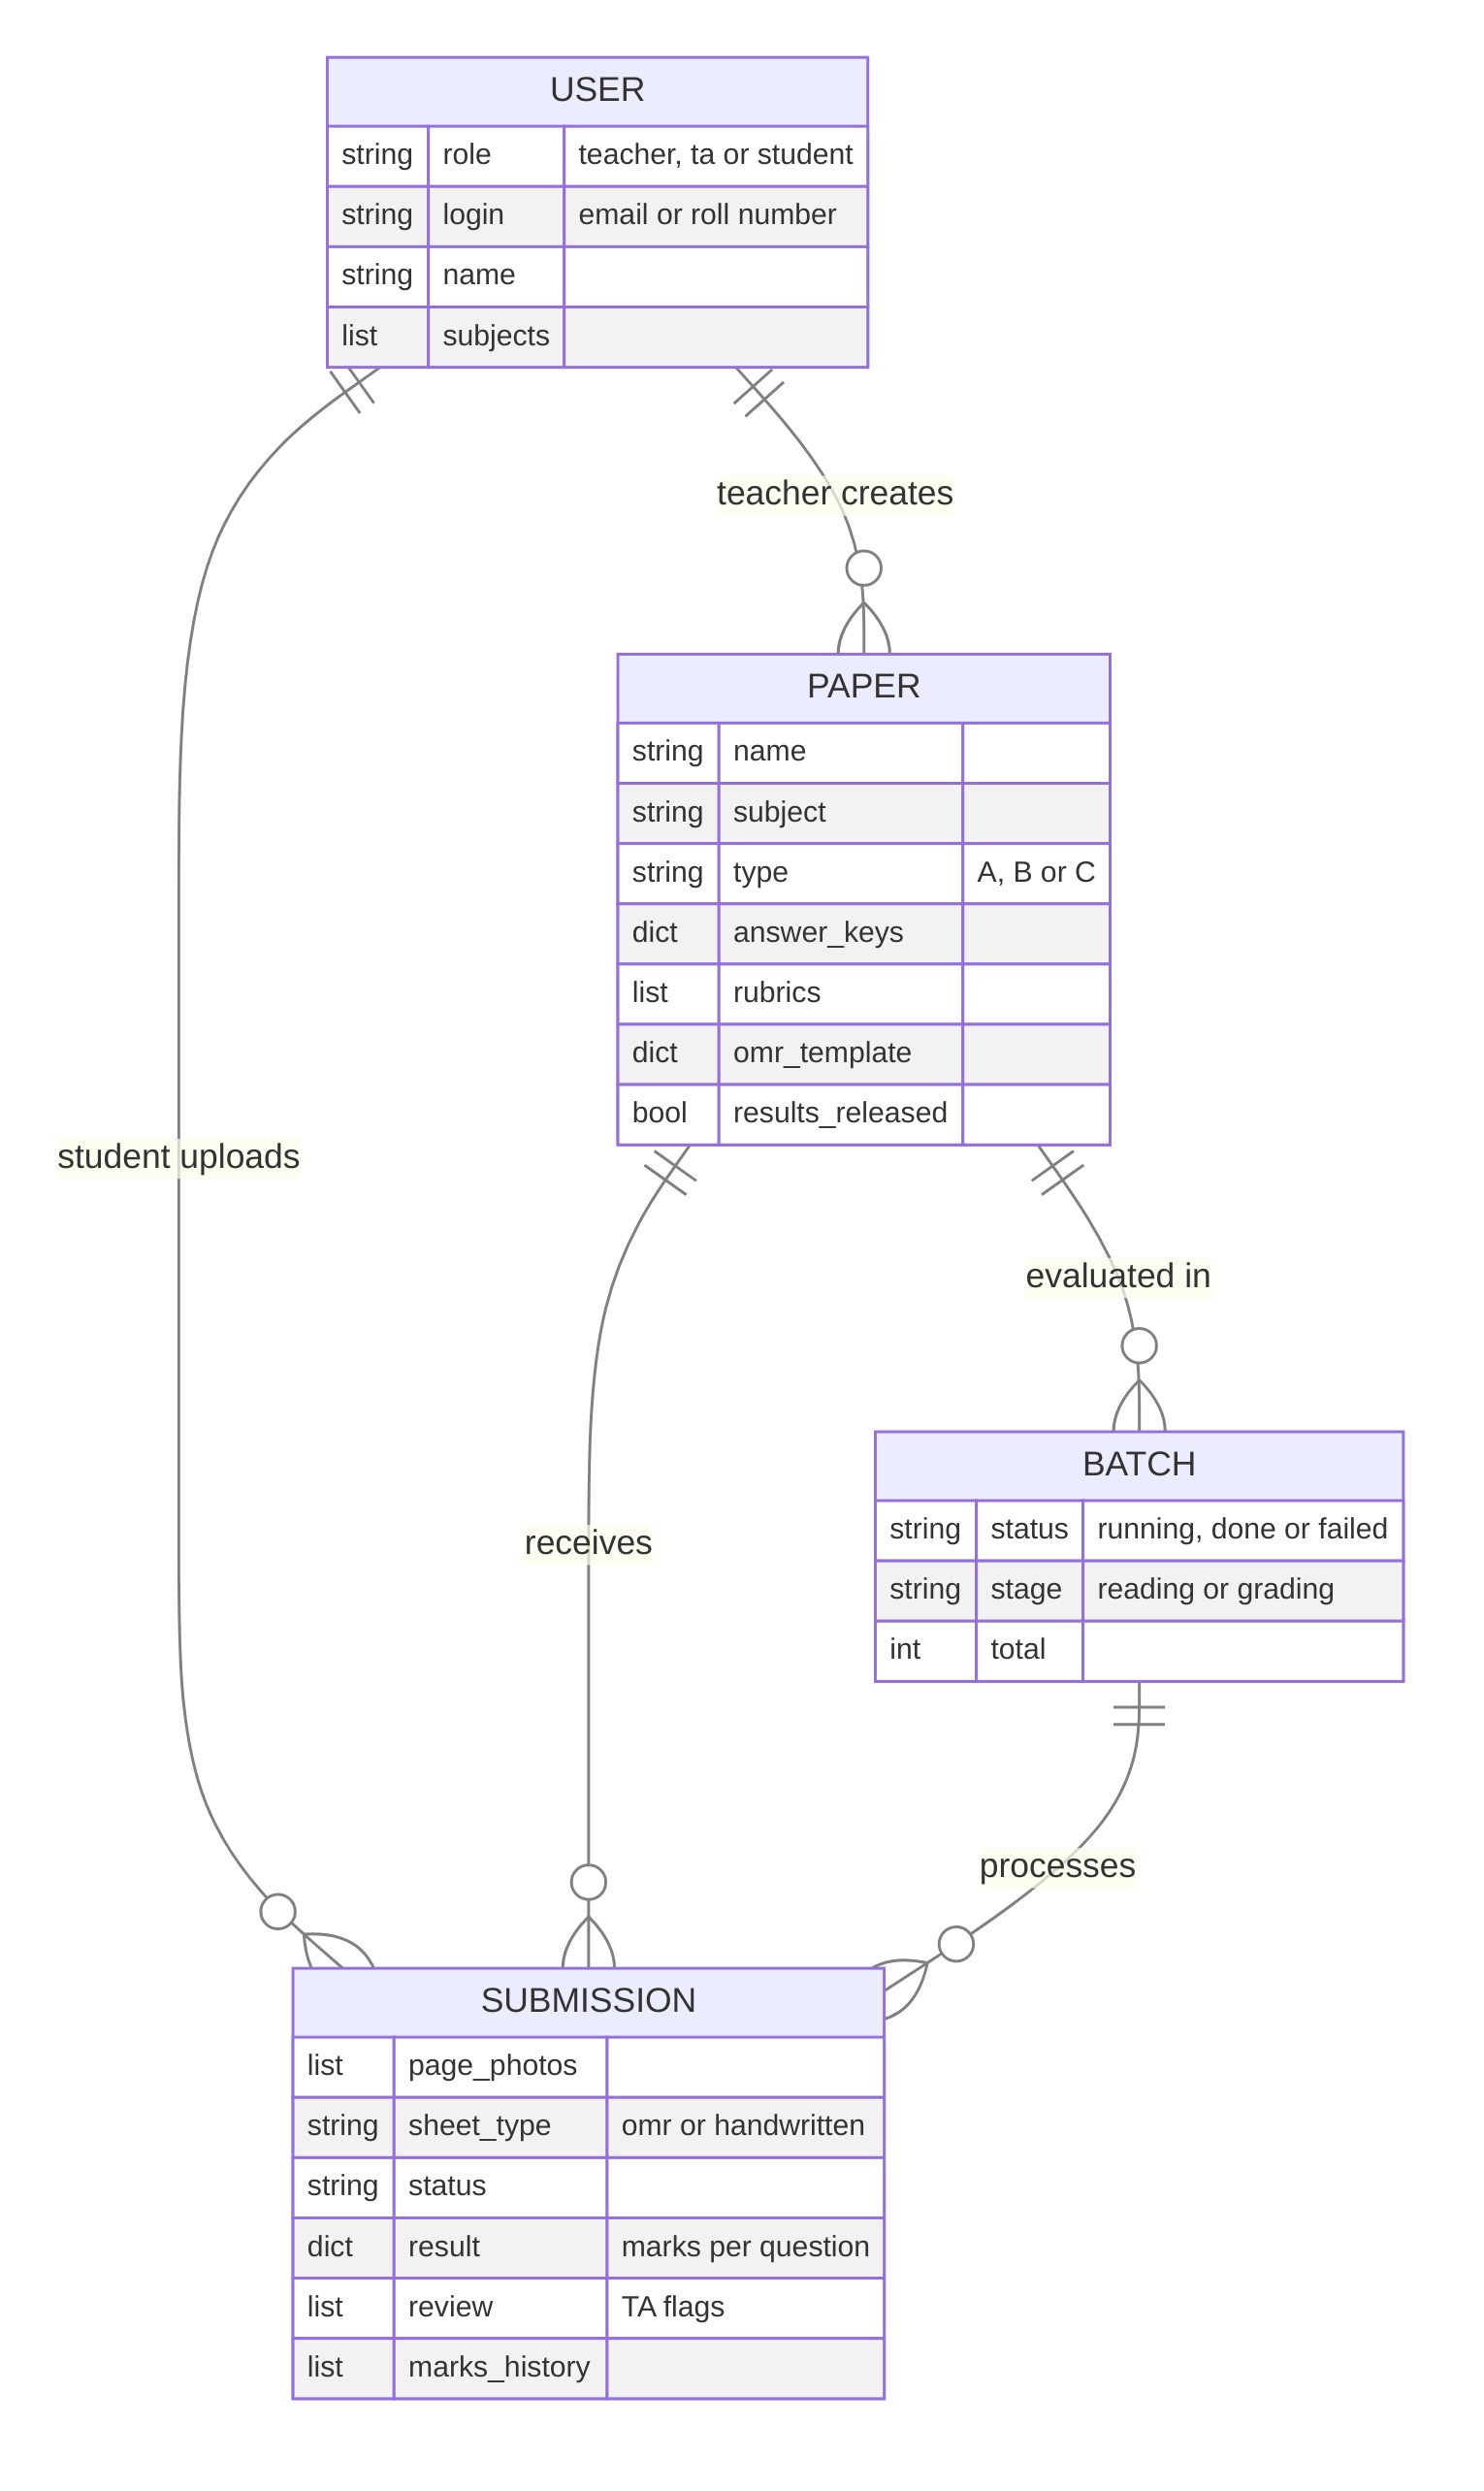 USER
string role teacher, ta or student
string login email or roll number
string name
list subjects
teacher creates
PAPER
string name
string subject
string type A, B or C
dict answer_keys
list rubrics
dict omr_template
bool results_released
student uploads
evaluated in
BATCH
string status running, done or failed
string stage reading or grading
int total
receives
processes
SUBMISSION
list page_photos
string sheet_type omr or handwritten
string status
dict result marks per question
list review TA flags
list marks_history